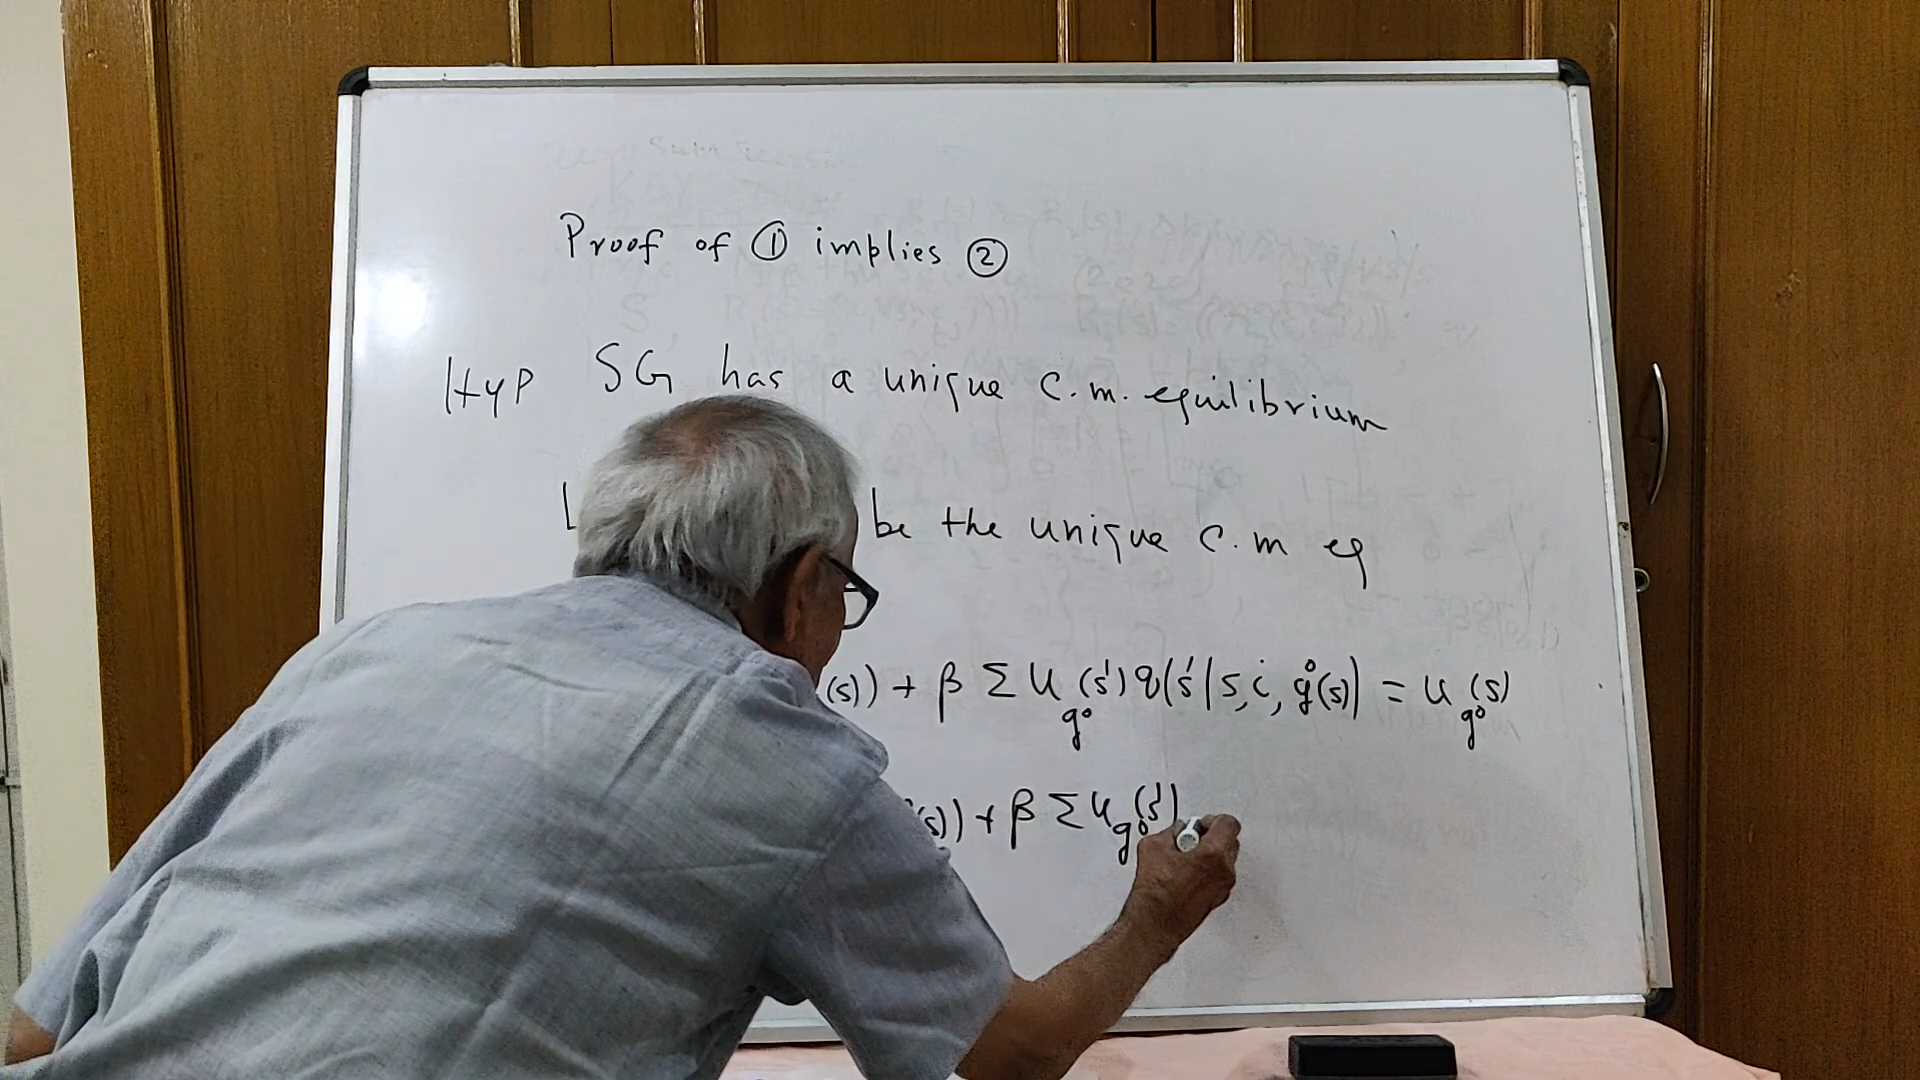 Proof of ① implies ②
Hyp SG has a unique c.m. equilibrium
be the unique c.m eq
(s)) + β Σ u_{g°}(s') q(s'|s, i, g°(s)) = u_{g°}(s)
(s)) + β Σ u_{g°}(s')